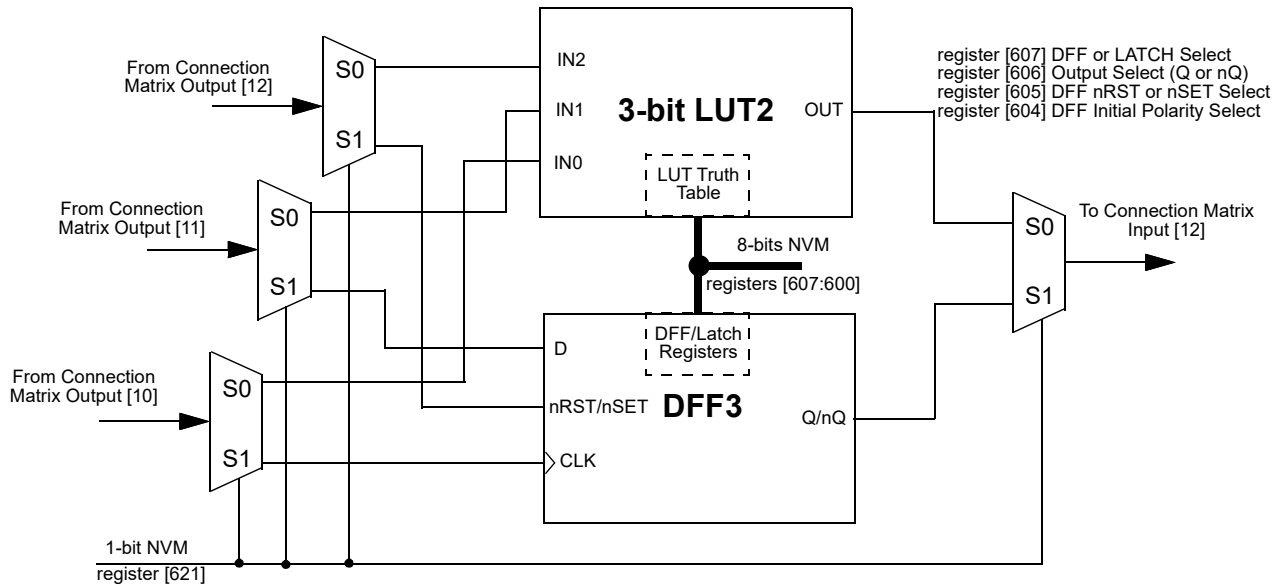 From Connection
Matrix Output [12]
S0
S1
From Connection
Matrix Output [11]
S0
S1
From Connection
Matrix Output [10]
S0
S1
IN2
IN1
IN0
3-bit LUT2
OUT
LUT Truth
Table
8-bits NVM
registers [607:600]
DFF/Latch
Registers
D
nRST/nSET
CLK
DFF3
Q/nQ
register [607] DFF or LATCH Select
register [606] Output Select (Q or nQ)
register [605] DFF nRST or nSET Select
register [604] DFF Initial Polarity Select
S0
S1
To Connection Matrix
Input [12]
1-bit NVM
register [621]